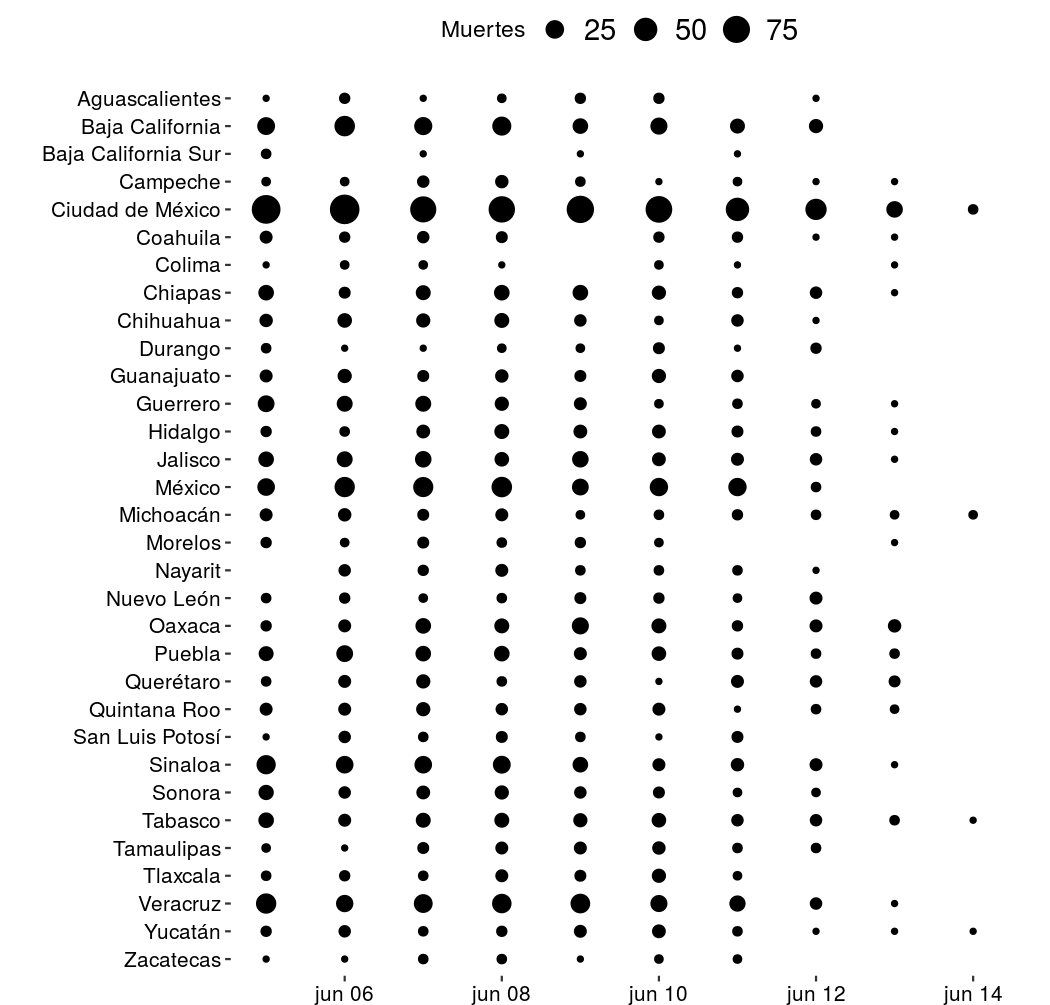 Muertes 25 50 75
Aguascalientes
Baja California
Baja California Sur
Campeche
Ciudad de México
Coahuila
Colima
Chiapas
Chihuahua
Durango
Guanajuato
Guerrero
Hidalgo
Jalisco
México
Michoacán
Morelos
Nayarit
Nuevo León
Oaxaca
Puebla
Querétaro
Quintana Roo
San Luis Potosí
Sinaloa
Sonora
Tabasco
Tamaulipas
Tlaxcala
Veracruz
Yucatán
Zacatecas
jun 06 jun 08 jun 10 jun 12 jun 14